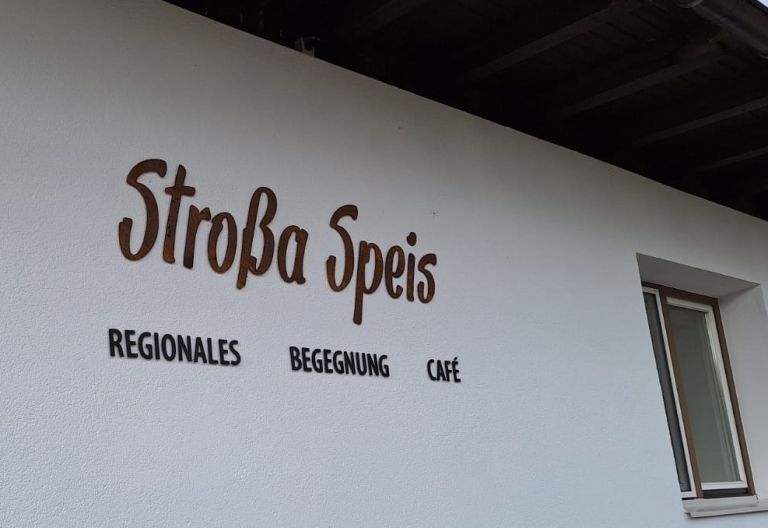 Stroßa Speis
REGIONALES BEGEGNUNG CAFÉ